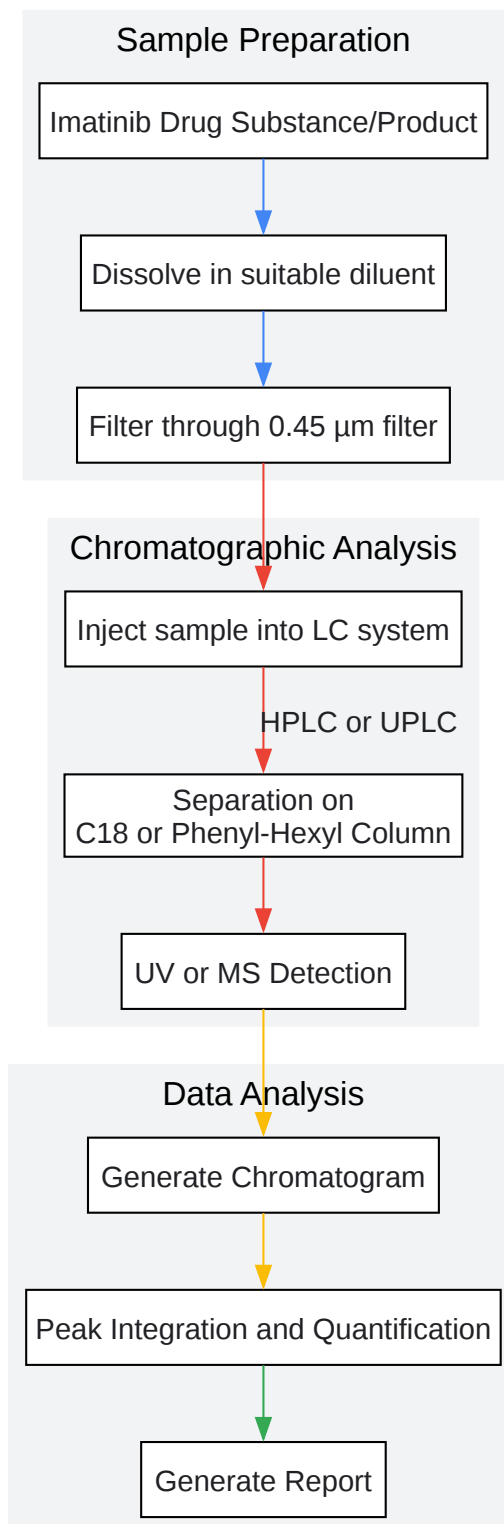 Sample Preparation
Imatinib Drug Substance/Product
Dissolve in suitable diluent
Filter through 0.45 µm filter
Chromatographic Analysis
Inject sample into LC system
HPLC or UPLC
Separation on
C18 or Phenyl-Hexyl Column
UV or MS Detection
Data Analysis
Generate Chromatogram
Peak Integration and Quantification
Generate Report